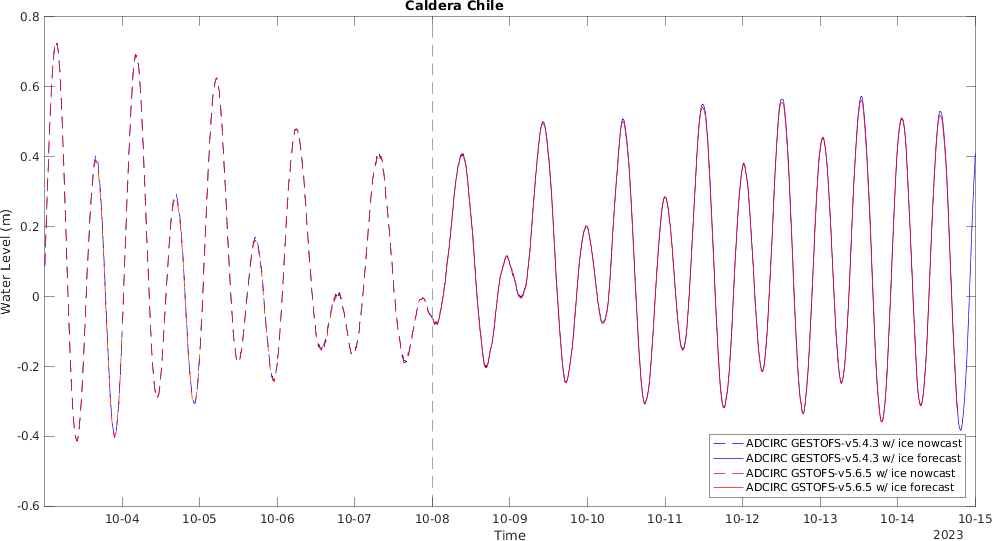 Caldera Chile
Water Level (m)
0.8
0.6
0.4
0.2
0
-0.2
-0.4
-0.6
ADCIRC GESTOFS-v5.4.3 w/ ice nowcast
ADCIRC GESTOFS-v5.4.3 w/ ice forecast
ADCIRC GSTOFS-v5.6.5 w/ ice nowcast
ADCIRC GSTOFS-v5.6.5 w/ ice forecast
10-04 10-05 10-06 10-07 10-08 10-09 10-10 10-11 10-12 10-13 10-14 10-15
Time
2023